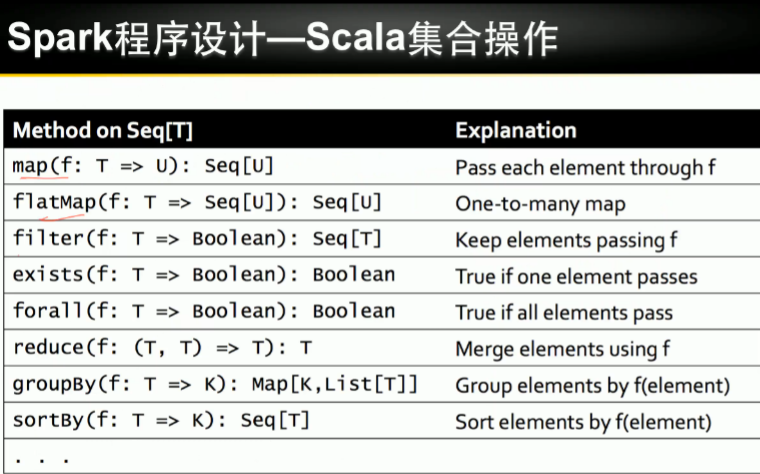 Spark程序设计—Scala集合操作
Method on Seq[T] Explanation
map(f: T => U): Seq[U] Pass each element through f
flatMap(f: T => Seq[U]): Seq[U] One-to-many map
filter(f: T => Boolean): Seq[T] Keep elements passing f
exists(f: T => Boolean): Boolean True if one element passes
forall(f: T => Boolean): Boolean True if all elements pass
reduce(f: (T, T) => T): T Merge elements using f
groupBy(f: T => K): Map[K,List[T]] Group elements by f(element)
sortBy(f: T => K): Seq[T] Sort elements by f(element)
. . .